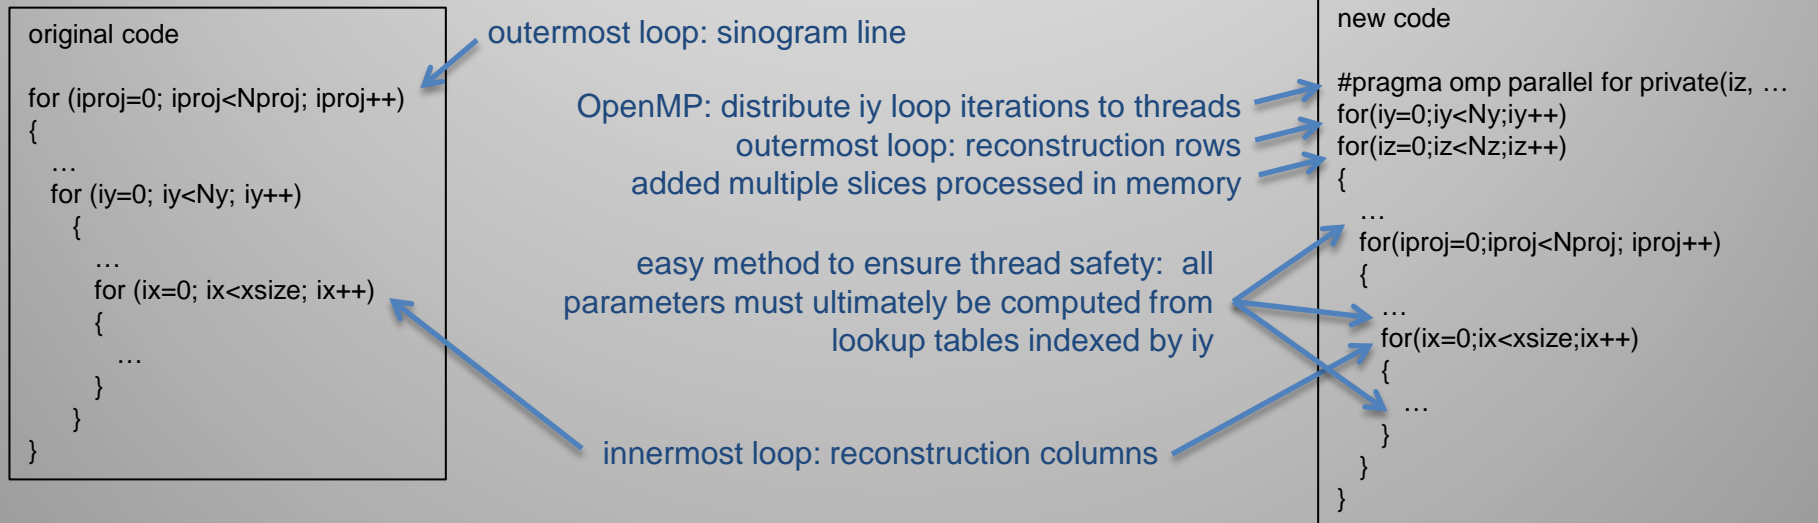 original code
for (iproj=0; iproj<Nproj; iproj++)
{
…
for (iy=0; iy<Ny; iy++)
{
…
for (ix=0; ix<xsize; ix++)
{
…
}
}
}
outermost loop: sinogram line
OpenMP: distribute iy loop iterations to threads
outermost loop: reconstruction rows
added multiple slices processed in memory
easy method to ensure thread safety:  all
parameters must ultimately be computed from
lookup tables indexed by iy
innermost loop: reconstruction columns
new code
#pragma omp parallel for private(iz, …
for(iy=0;iy<Ny;iy++)
for(iz=0;iz<Nz;iz++)
{
…
for(iproj=0;iproj<Nproj; iproj++)
{
…
for(ix=0;ix<xsize;ix++)
{
…
}
}
}